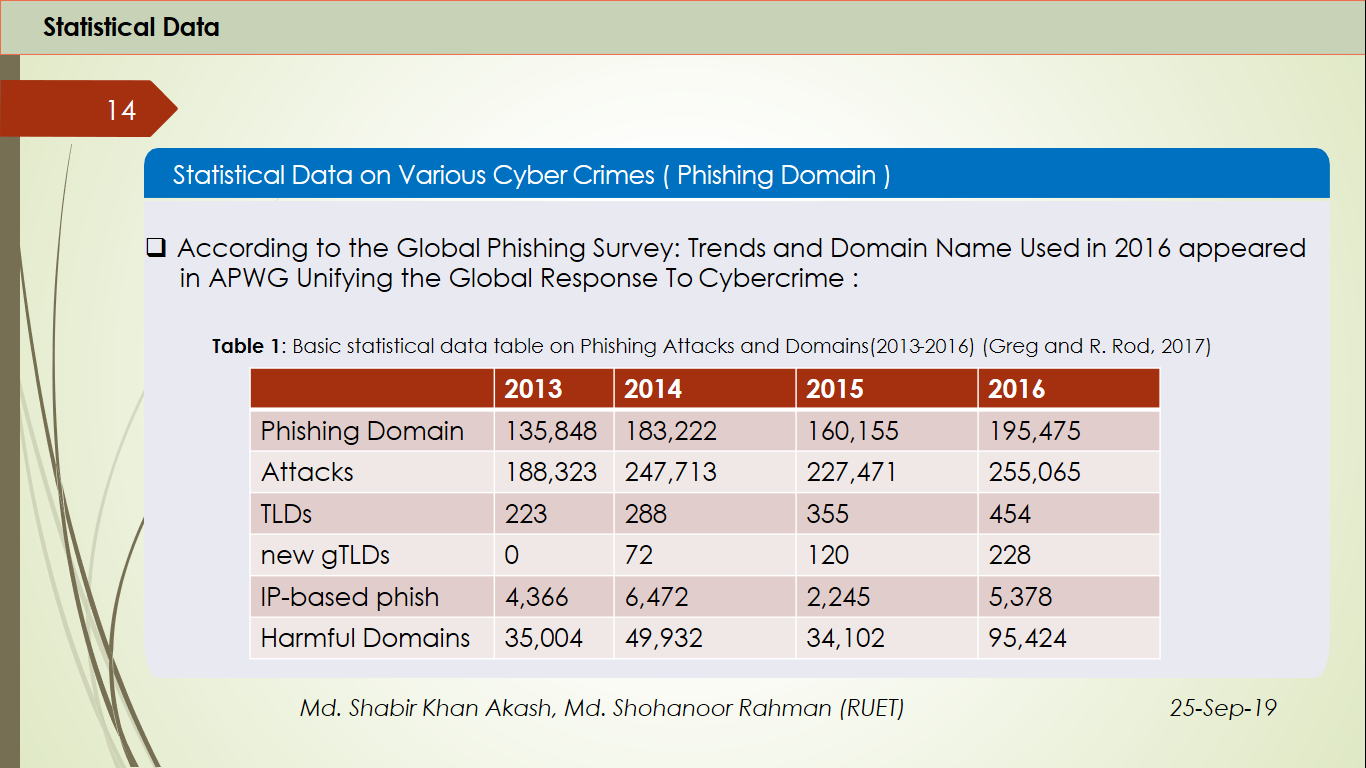 Statistical Data
14
Statistical Data on Various Cyber Crimes ( Phishing Domain )
According to the Global Phishing Survey: Trends and Domain Name Used in 2016 appeared
in APWG Unifying the Global Response To Cybercrime :
Table 1: Basic statistical data table on Phishing Attacks and Domains(2013-2016) (Greg and R. Rod, 2017)
2013 2014 2015 2016
Phishing Domain 135,848 183,222 160,155 195,475
Attacks 188,323 247,713 227,471 255,065
TLDs 223 288 355 454
new gTLDs 0 72 120 228
IP-based phish 4,366 6,472 2,245 5,378
Harmful Domains 35,004 49,932 34,102 95,424
Md. Shabir Khan Akash, Md. Shohanoor Rahman (RUET) 25-Sep-19